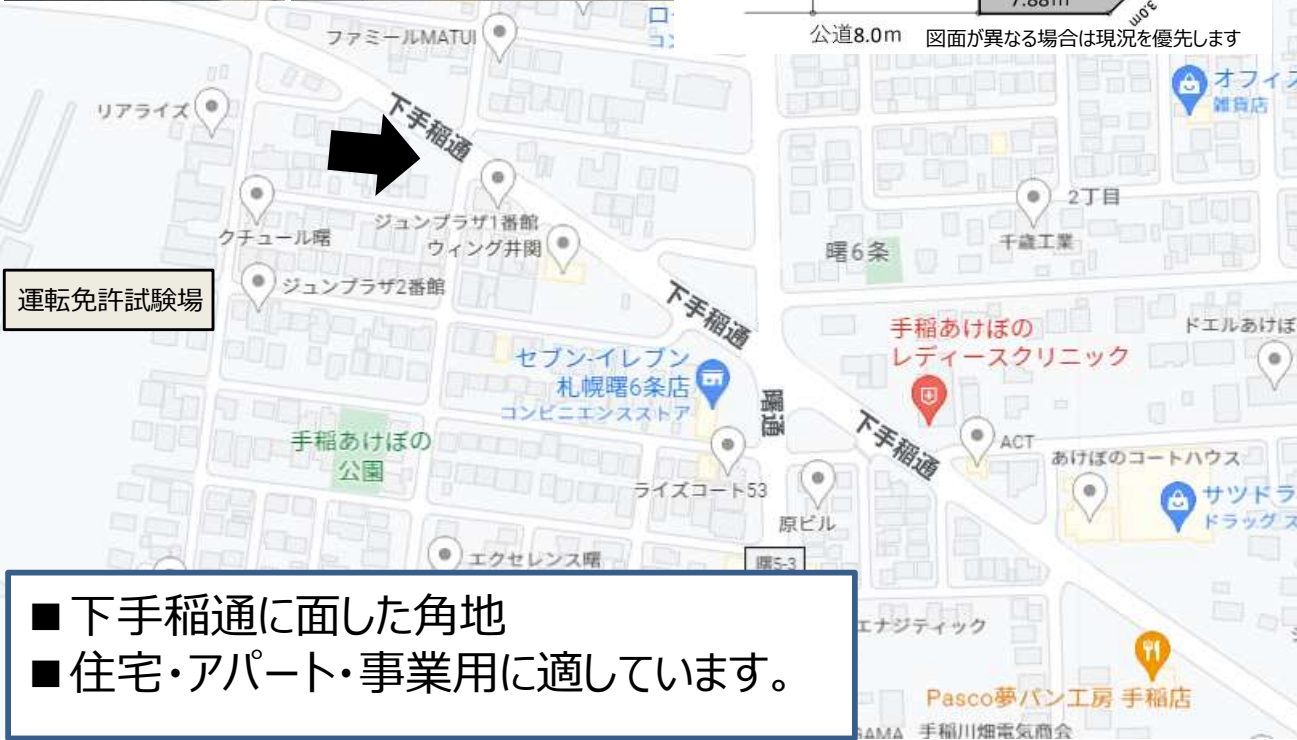 7.88m
3.0m
公道8.0m
図面が異なる場合は現況を優先します
ファミールMATUI
オフィス
雑貨店
リアライズ
下手稲通
2丁目
クチュール曙
ジュンプラザ1番館
ウィング井関
千歳工業
曙6条
運転免許試験場
ジュンプラザ2番館
下手稲通
手稲あけぼの
レディースクリニック
ドエルあけぼ
セブン-イレブン
札幌曙6条店
コンビニエンスストア
曙通
下手稲通
手稲あけぼの
公園
ACT
あけぼのコートハウス
ライズコート53
サツドラ
ドラッグス
原ビル
エクセレンス曙
曙5-3
■下手稲通に面した角地
■住宅・アパート・事業用に適しています。
エナジティック
Pasco夢パン工房 手稲店
GAMA
手稲川畑電気商会